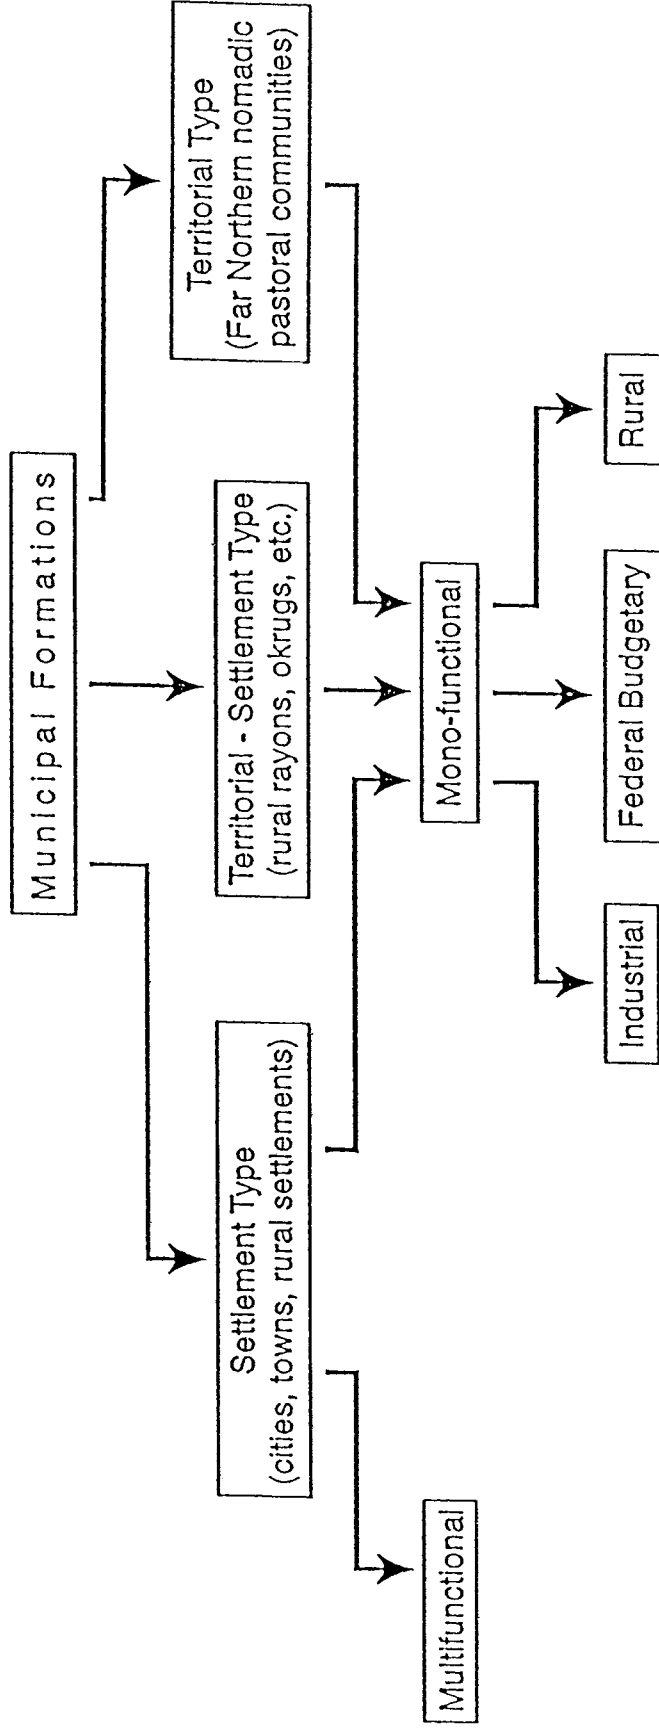 Municipal Formations
Settlement Type
(cities, towns, rural settlements)
Territorial - Settlement Type
(rural rayons, okrugs, etc.)
Territorial Type
(Far Northern nomadic
pastoral communities)
Multifunctional
Mono-functional
Industrial
Federal Budgetary
Rural